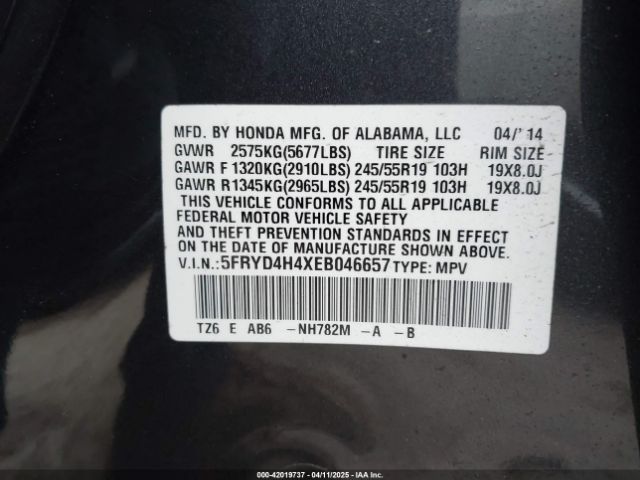 MFD. BY HONDA MFG. OF ALABAMA, LLC 04/'14
GVWR 2575KG(5677LBS) TIRE SIZE RIM SIZE
GAWR F 1320KG(2910LBS) 245/55R19 103H 19X8.0J
GAWR R1345KG(2965LBS) 245/55R19 103H 19X8.0J
THIS VEHICLE CONFORMS TO ALL APPLICABLE
FEDERAL MOTOR VEHICLE SAFETY
AND THEFT PREVENTION STANDARDS IN EFFECT
ON THE DATE OF MANUFACTURE SHOWN ABOVE.
V.I.N.:5FRYD4H4XEB046657 TYPE: MPV
TZ6 E AB6 -NH782M -A -B
000-42019737 - 04/11/2025 - IAA Inc. (C)